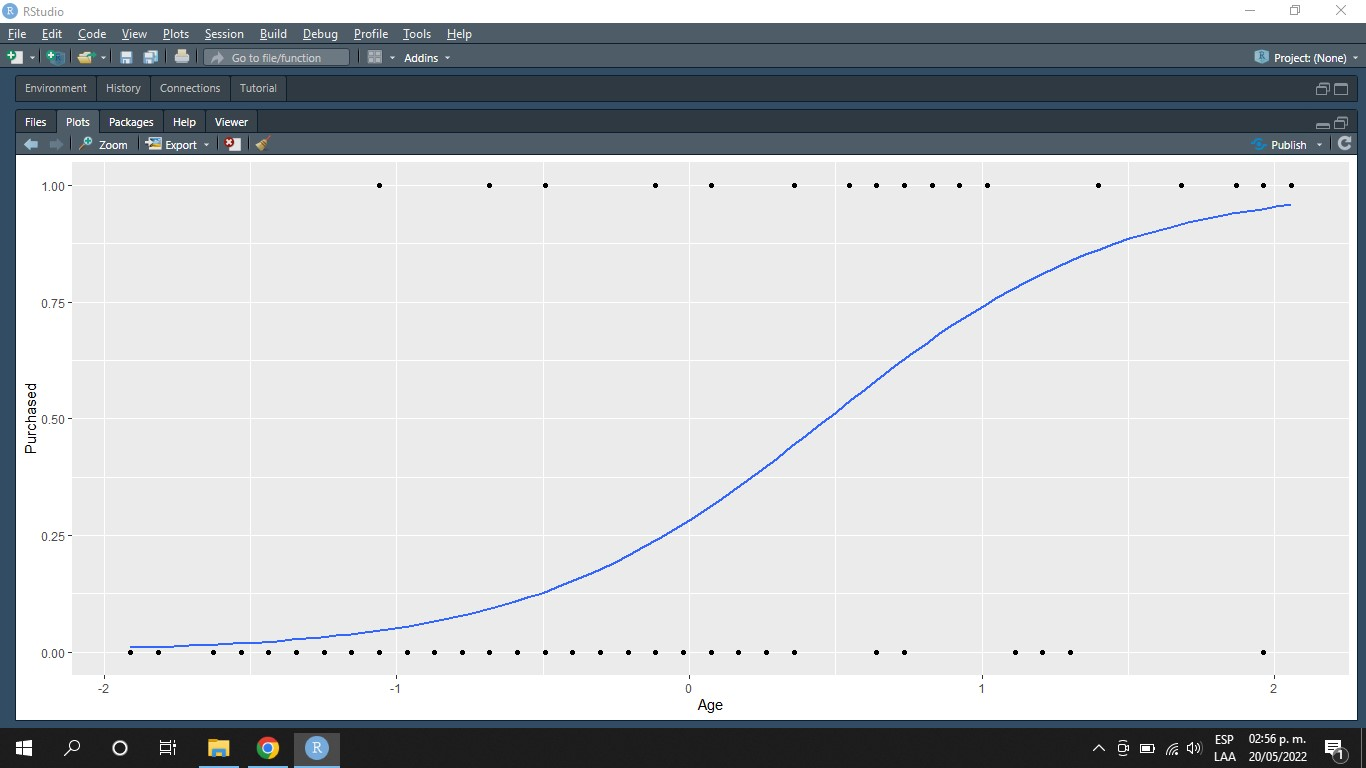 RStudio
File Edit Code View Plots Session Build Debug Profile Tools Help
Go to file/function Addins Project: (None)
Environment History Connections Tutorial
Files Plots Packages Help Viewer
Zoom Export Publish
1.00
0.75
0.50
0.25
0.00
Purchased
-2 -1 0 1 2
Age
ESP 02:56 p. m.
LAA 20/05/2022 1